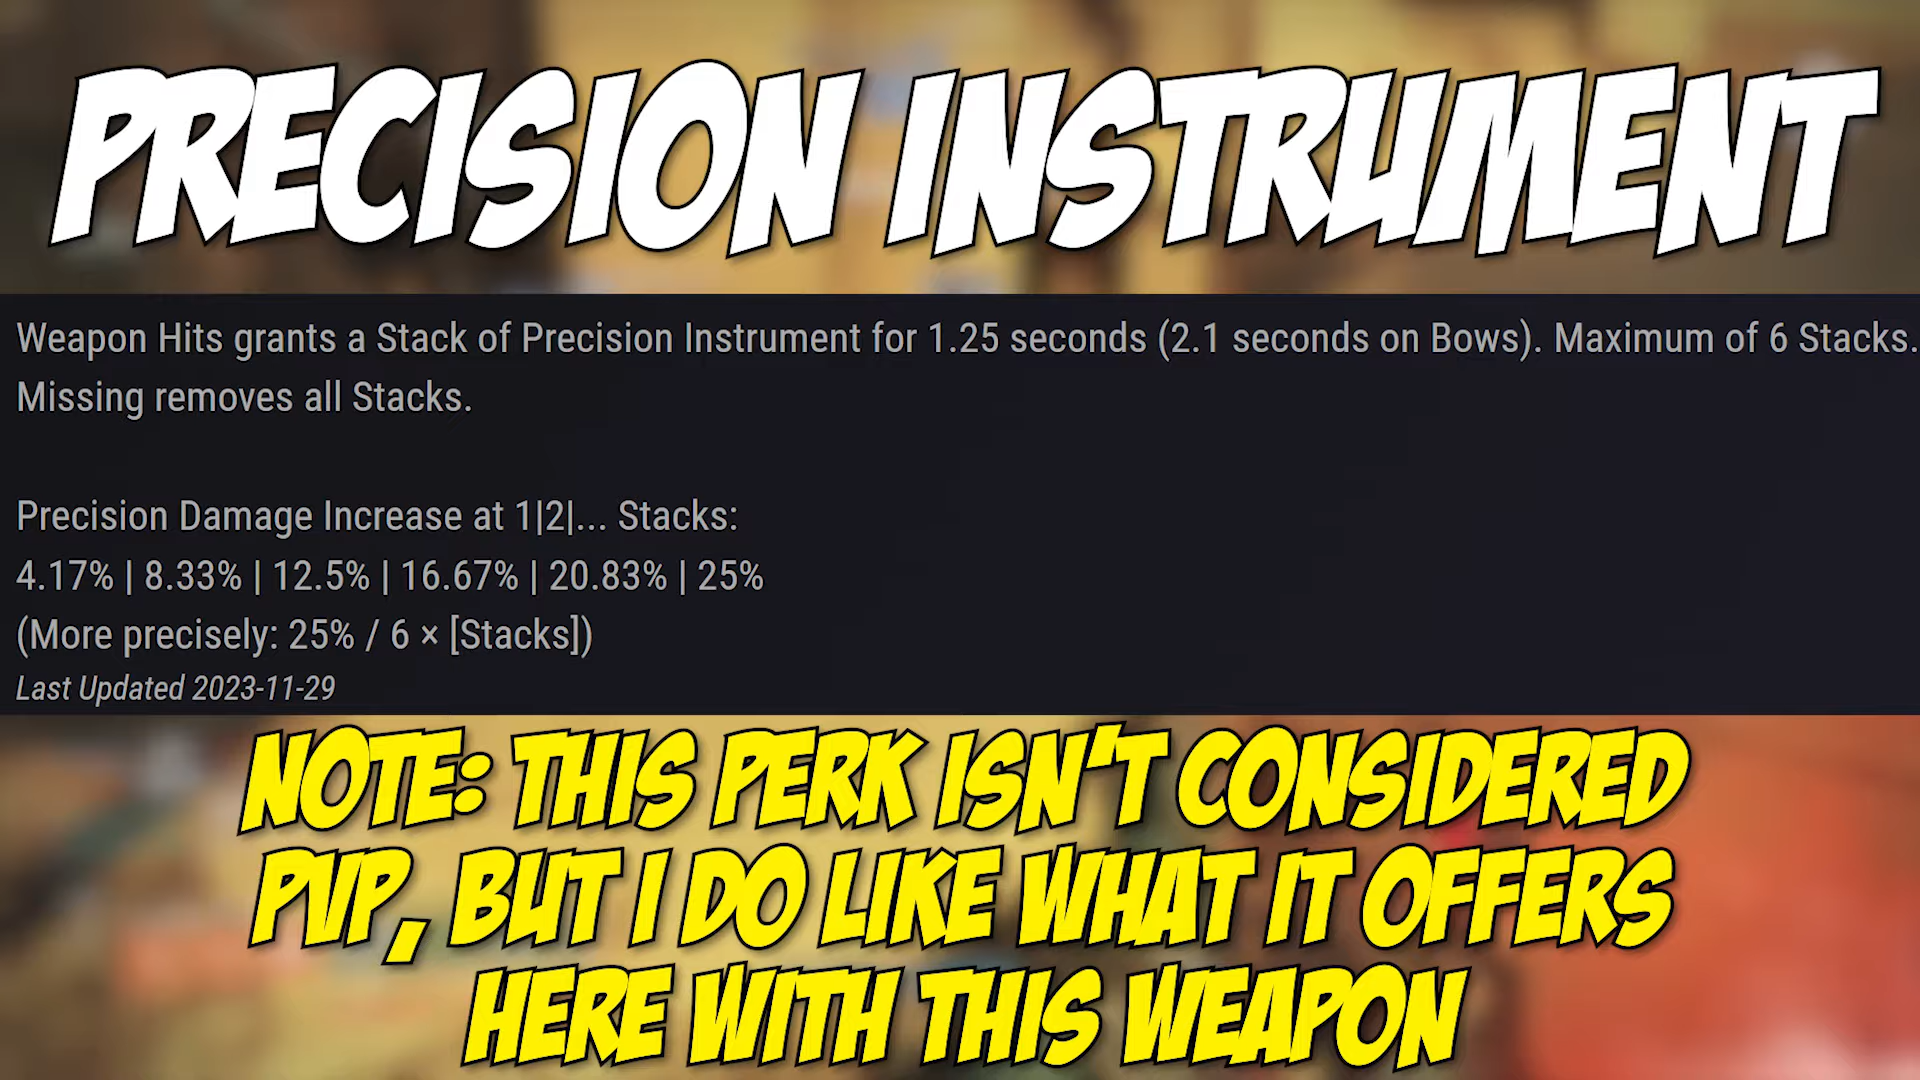 PRECISION INSTRUMENT
Weapon Hits grants a Stack of Precision Instrument for 1.25 seconds (2.1 seconds on Bows). Maximum of 6 Stacks.
Missing removes all Stacks.
Precision Damage Increase at 1|2|... Stacks:
4.17% | 8.33% | 12.5% | 16.67% | 20.83% | 25%
(More precisely: 25% / 6 × [Stacks])
Last Updated 2023-11-29
NOTE: THIS PERK ISN'T CONSIDERED
PVP, BUT I DO LIKE WHAT IT OFFERS
HERE WITH THIS WEAPON